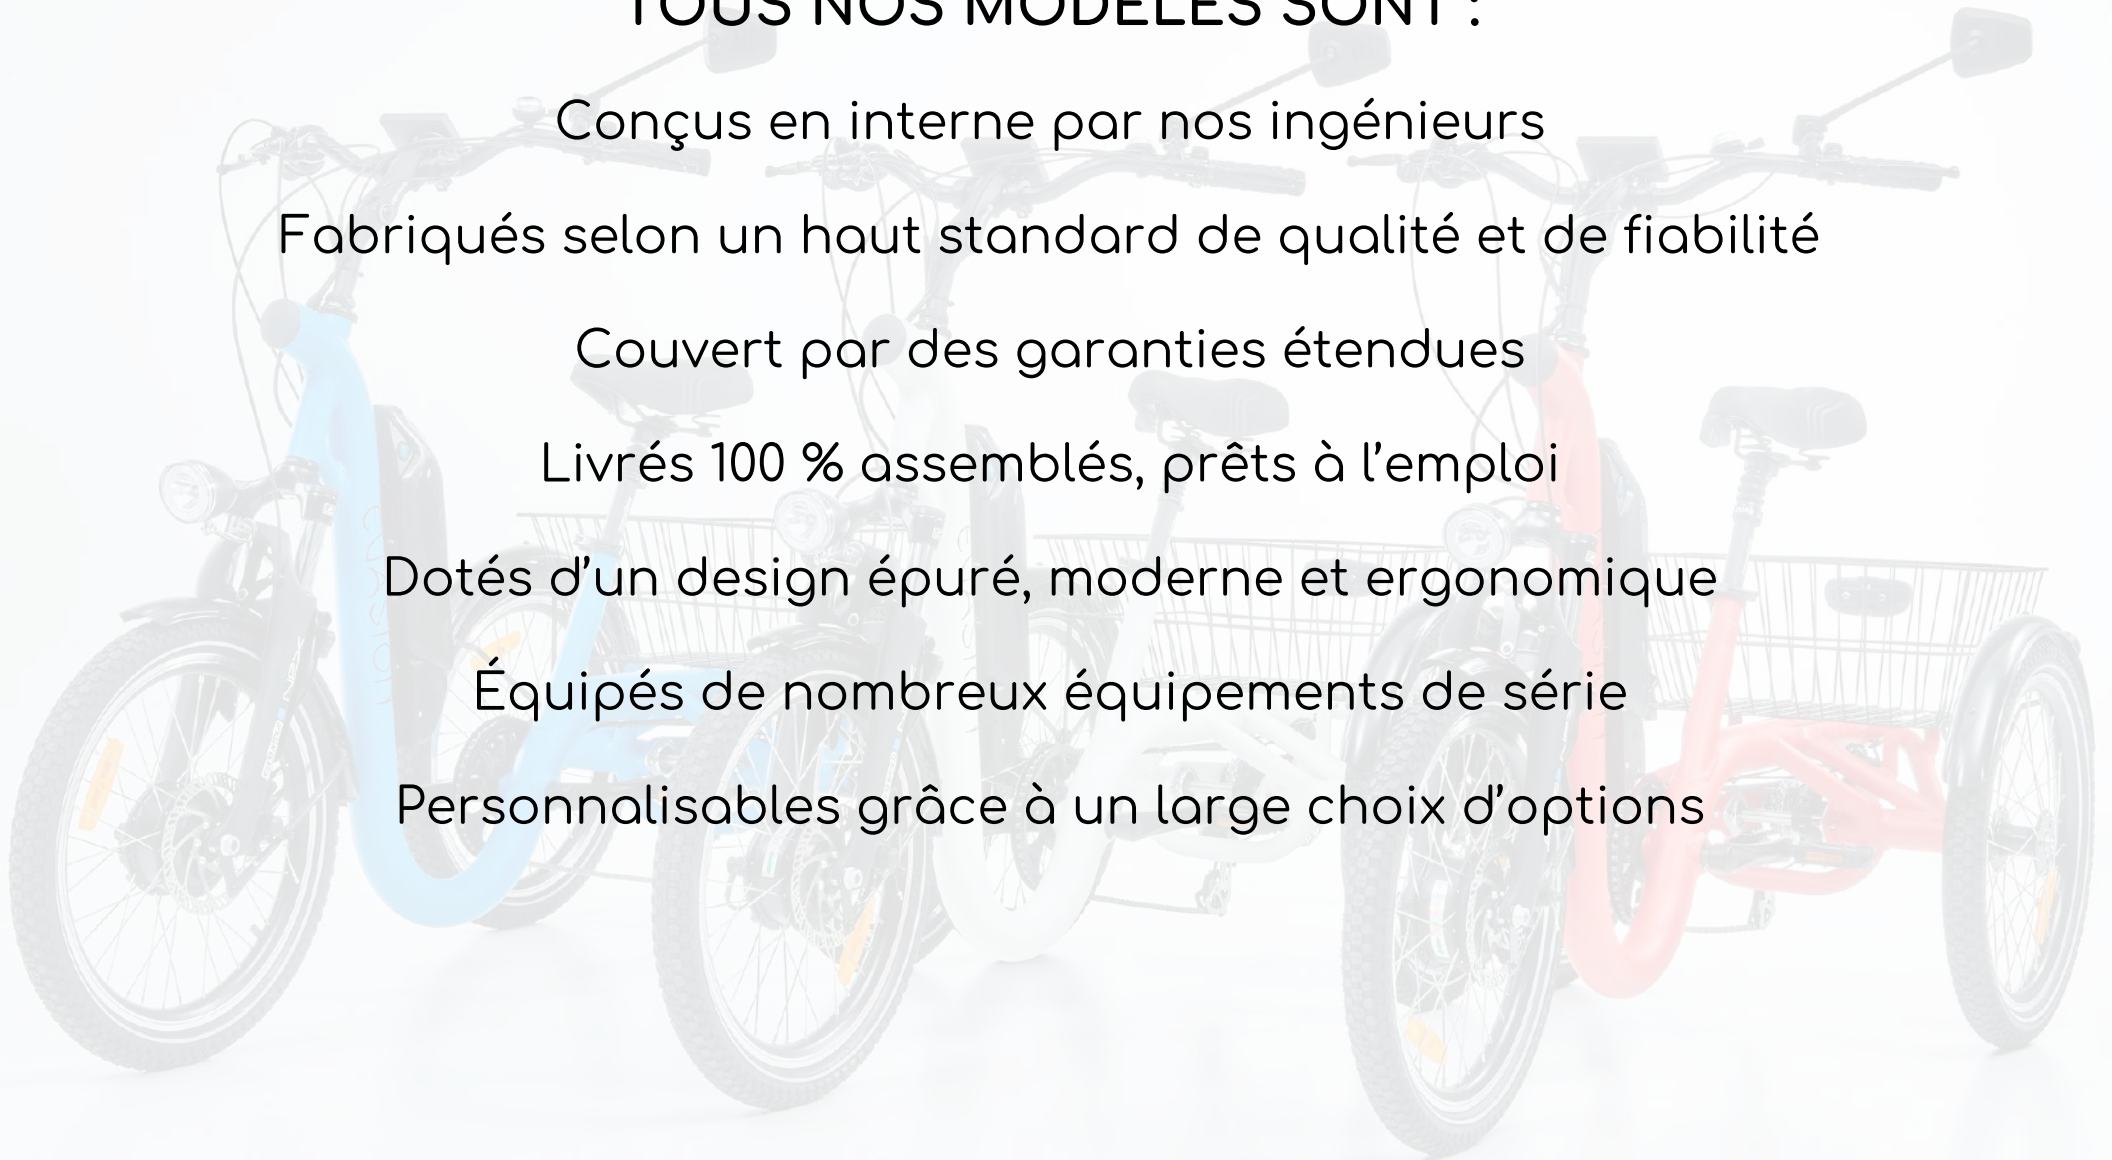 TOUS NOS MODÈLES SONT :
Conçus en interne par nos ingénieurs
Fabriqués selon un haut standard de qualité et de fiabilité
Couvert par des garanties étendues
Livrés 100 % assemblés, prêts à l’emploi
Dotés d’un design épuré, moderne et ergonomique
Équipés de nombreux équipements de série
Personnalisables grâce à un large choix d’options